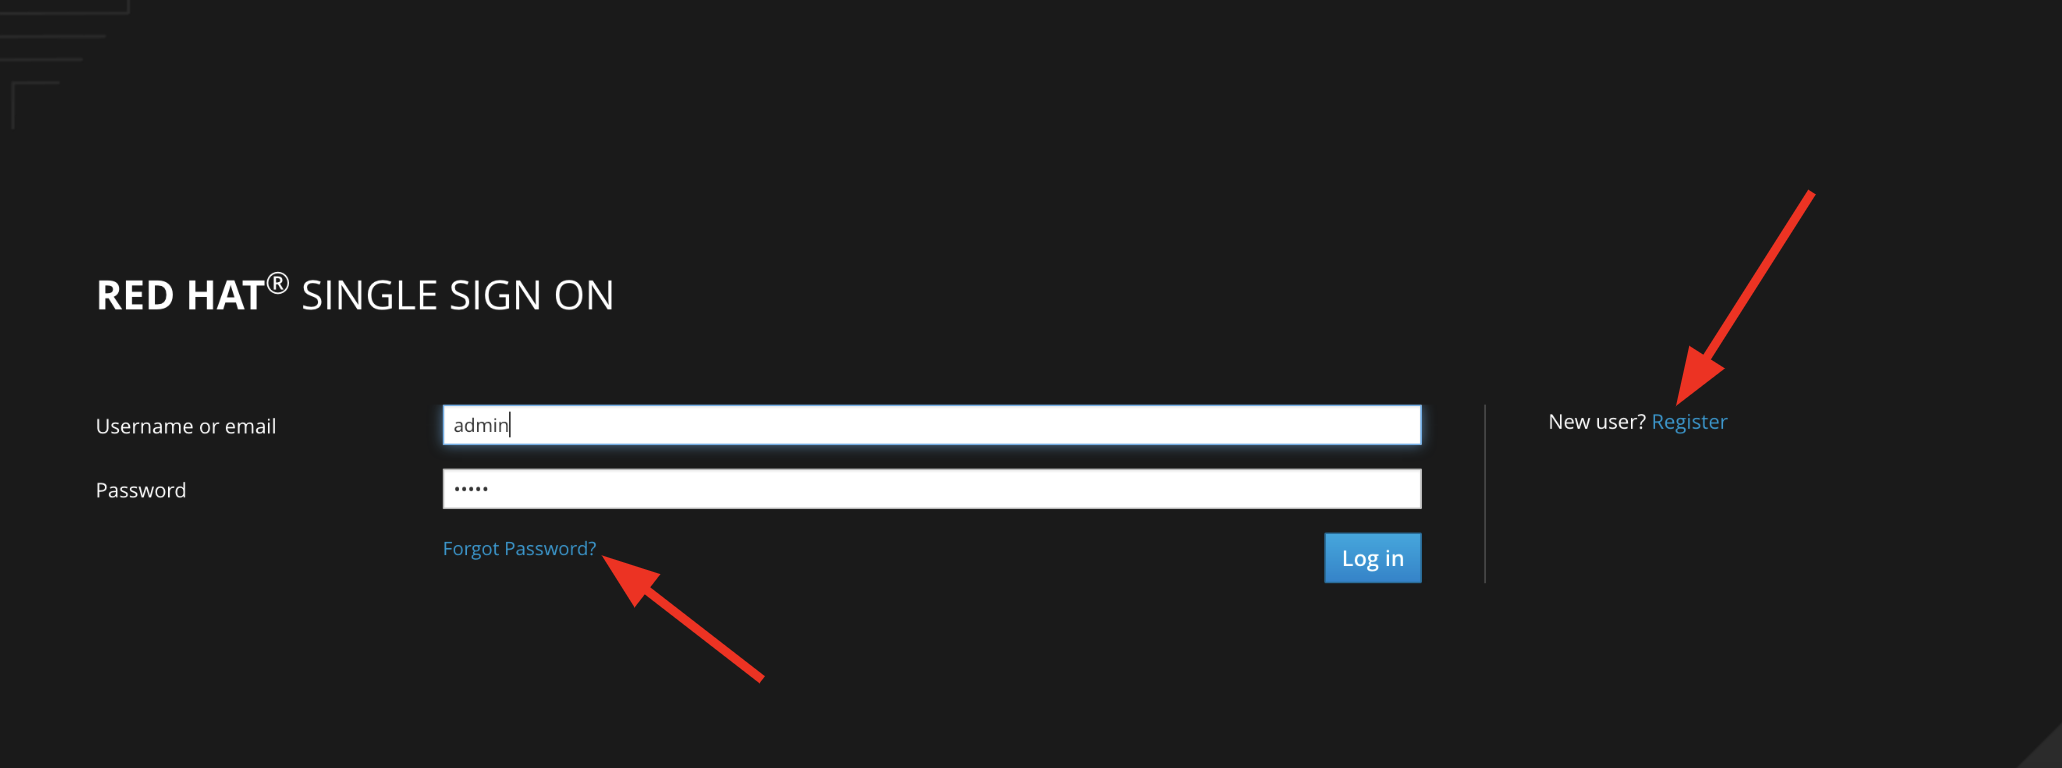 RED HAT® SINGLE SIGN ON
Username or email
admin
New user? Register
Password
•••••
Forgot Password?
Log in